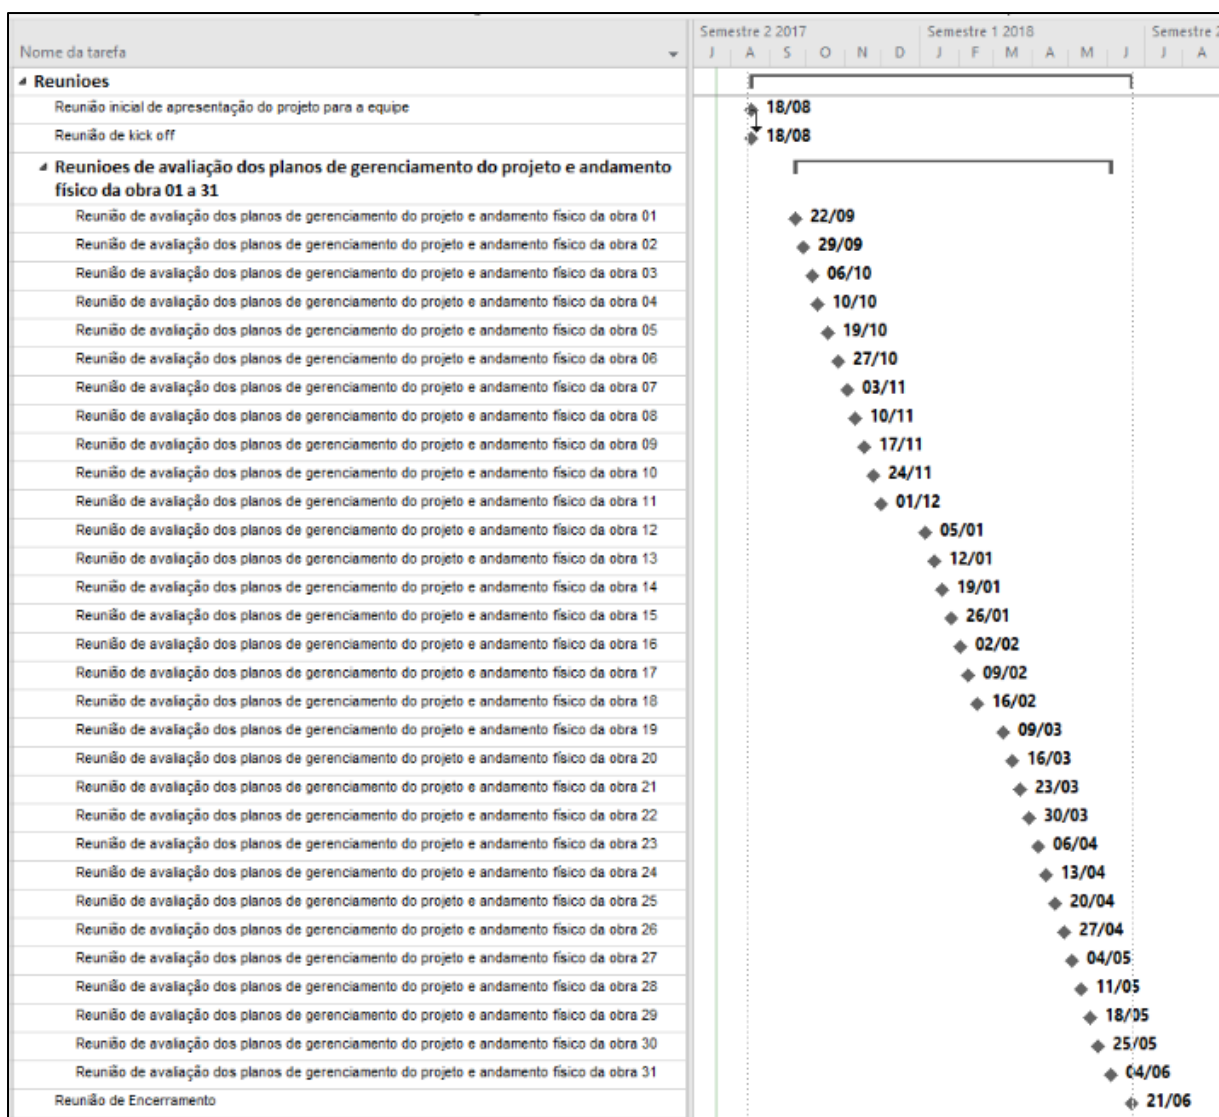 Semestre 2 2017 Semestre 1 2018 Semestre 2
Nome da tarefa J A S O N D J F M A M J J A
Reunioes
Reunião inicial de apresentação do projeto para a equipe 18/08
Reunião de kick off 18/08
Reunioes de avaliação dos planos de gerenciamento do projeto e andamento
físico da obra 01 a 31
Reunião de avaliação dos planos de gerenciamento do projeto e andamento físico da obra 01 22/09
Reunião de avaliação dos planos de gerenciamento do projeto e andamento físico da obra 02 29/09
Reunião de avaliação dos planos de gerenciamento do projeto e andamento físico da obra 03 06/10
Reunião de avaliação dos planos de gerenciamento do projeto e andamento físico da obra 04 10/10
Reunião de avaliação dos planos de gerenciamento do projeto e andamento físico da obra 05 19/10
Reunião de avaliação dos planos de gerenciamento do projeto e andamento físico da obra 06 27/10
Reunião de avaliação dos planos de gerenciamento do projeto e andamento físico da obra 07 03/11
Reunião de avaliação dos planos de gerenciamento do projeto e andamento físico da obra 08 10/11
Reunião de avaliação dos planos de gerenciamento do projeto e andamento físico da obra 09 17/11
Reunião de avaliação dos planos de gerenciamento do projeto e andamento físico da obra 10 24/11
Reunião de avaliação dos planos de gerenciamento do projeto e andamento físico da obra 11 01/12
Reunião de avaliação dos planos de gerenciamento do projeto e andamento físico da obra 12 05/01
Reunião de avaliação dos planos de gerenciamento do projeto e andamento físico da obra 13 12/01
Reunião de avaliação dos planos de gerenciamento do projeto e andamento físico da obra 14 19/01
Reunião de avaliação dos planos de gerenciamento do projeto e andamento físico da obra 15 26/01
Reunião de avaliação dos planos de gerenciamento do projeto e andamento físico da obra 16 02/02
Reunião de avaliação dos planos de gerenciamento do projeto e andamento físico da obra 17 09/02
Reunião de avaliação dos planos de gerenciamento do projeto e andamento físico da obra 18 16/02
Reunião de avaliação dos planos de gerenciamento do projeto e andamento físico da obra 19 09/03
Reunião de avaliação dos planos de gerenciamento do projeto e andamento físico da obra 20 16/03
Reunião de avaliação dos planos de gerenciamento do projeto e andamento físico da obra 21 23/03
Reunião de avaliação dos planos de gerenciamento do projeto e andamento físico da obra 22 30/03
Reunião de avaliação dos planos de gerenciamento do projeto e andamento físico da obra 23 06/04
Reunião de avaliação dos planos de gerenciamento do projeto e andamento físico da obra 24 13/04
Reunião de avaliação dos planos de gerenciamento do projeto e andamento físico da obra 25 20/04
Reunião de avaliação dos planos de gerenciamento do projeto e andamento físico da obra 26 27/04
Reunião de avaliação dos planos de gerenciamento do projeto e andamento físico da obra 27 04/05
Reunião de avaliação dos planos de gerenciamento do projeto e andamento físico da obra 28 11/05
Reunião de avaliação dos planos de gerenciamento do projeto e andamento físico da obra 29 18/05
Reunião de avaliação dos planos de gerenciamento do projeto e andamento físico da obra 30 25/05
Reunião de avaliação dos planos de gerenciamento do projeto e andamento físico da obra 31 04/06
Reunião de Encerramento 21/06